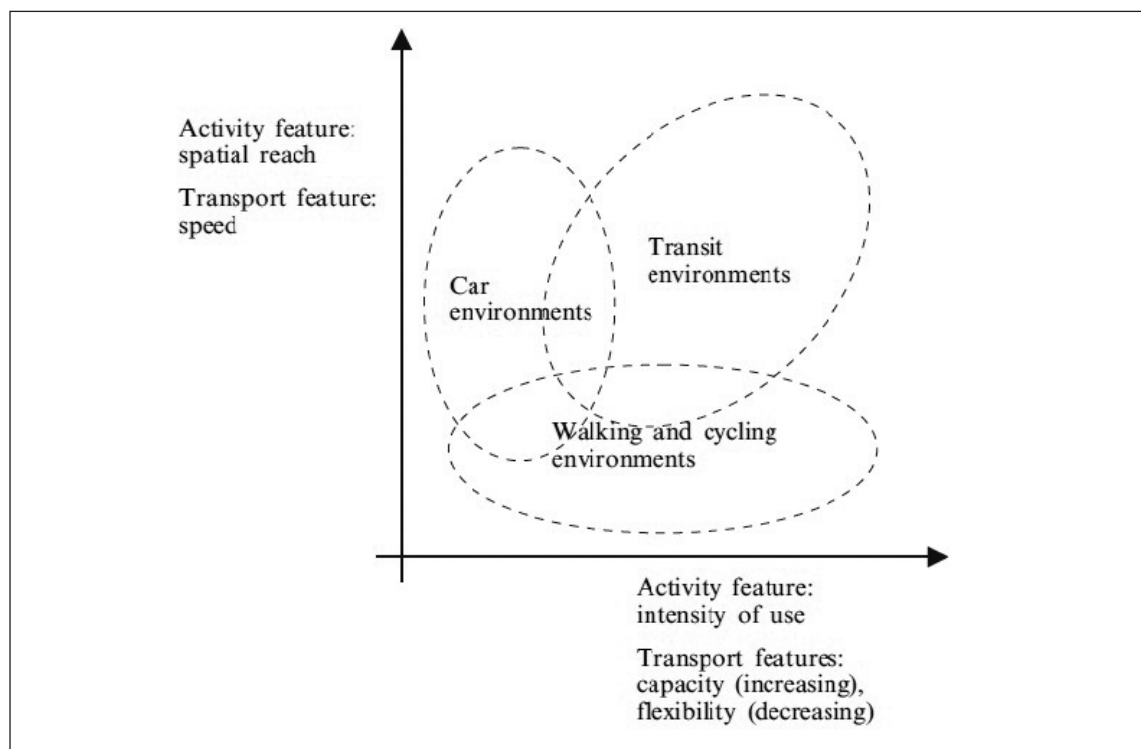 Activity feature:
spatial reach
Transport feature:
speed
Transit
environments
Car
environments
Walking and cycling
environments
Activity feature:
intensity of use
Transport features:
capacity (increasing),
flexibility (decreasing)